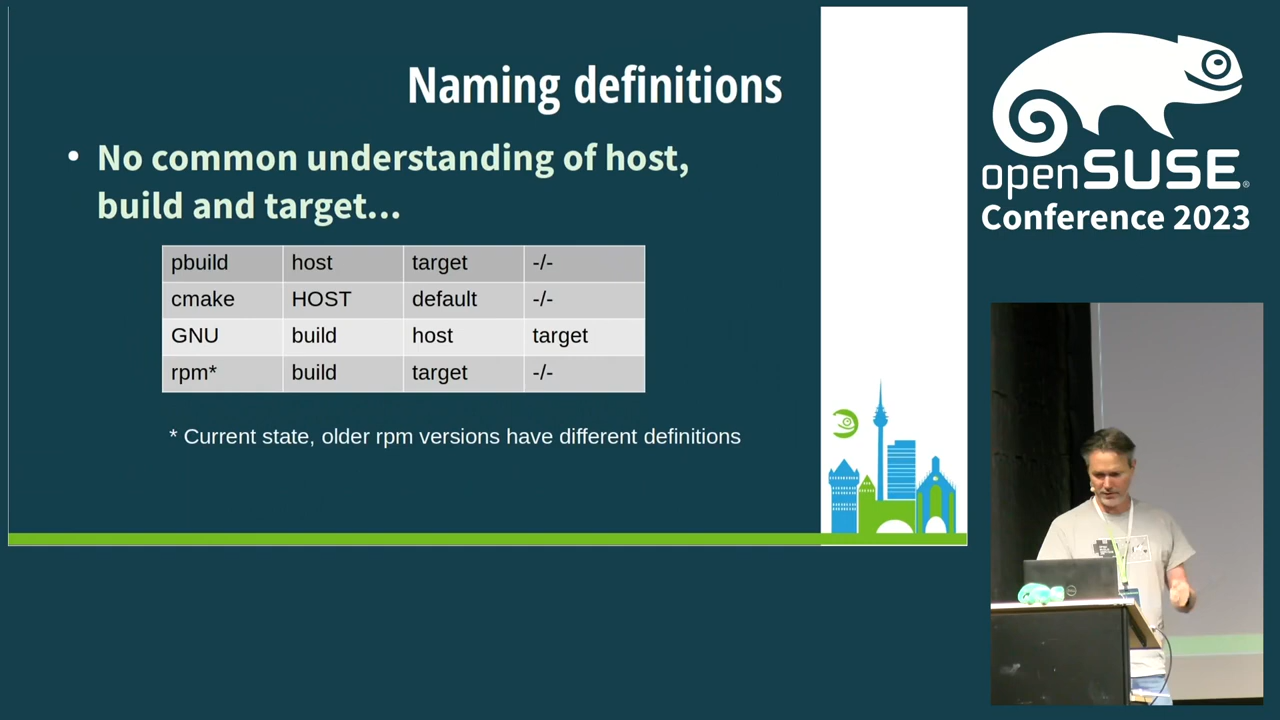 Naming definitions
• No common understanding of host,
build and target...
pbuild host target -/-
cmake HOST default -/-
GNU build host target
rpm* build target -/-
* Current state, older rpm versions have different definitions
openSUSE®
Conference 2023